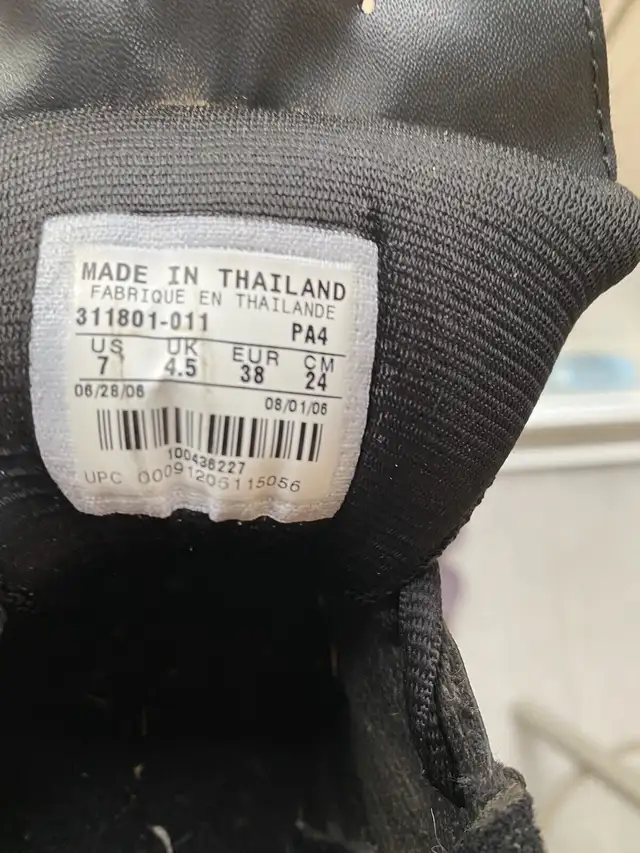 MADE IN THAILAND
FABRIQUE EN THAILANDE
311801-011 PA4
US UK EUR CM
7 4.5 38 24
06/28/06 08/01/06
100436227
UPC 00091206115056